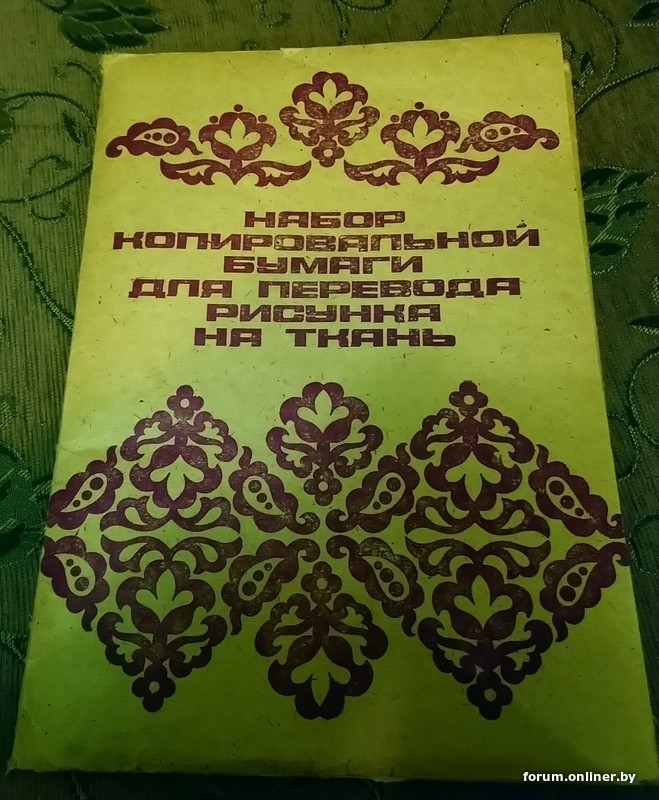 НАБОР
КОПИРОВАЛЬНОЙ
БУМАГИ
ДЛЯ ПЕРЕВОДА
РИСУНКА
НА ТКАНЬ
forum.onliner.by